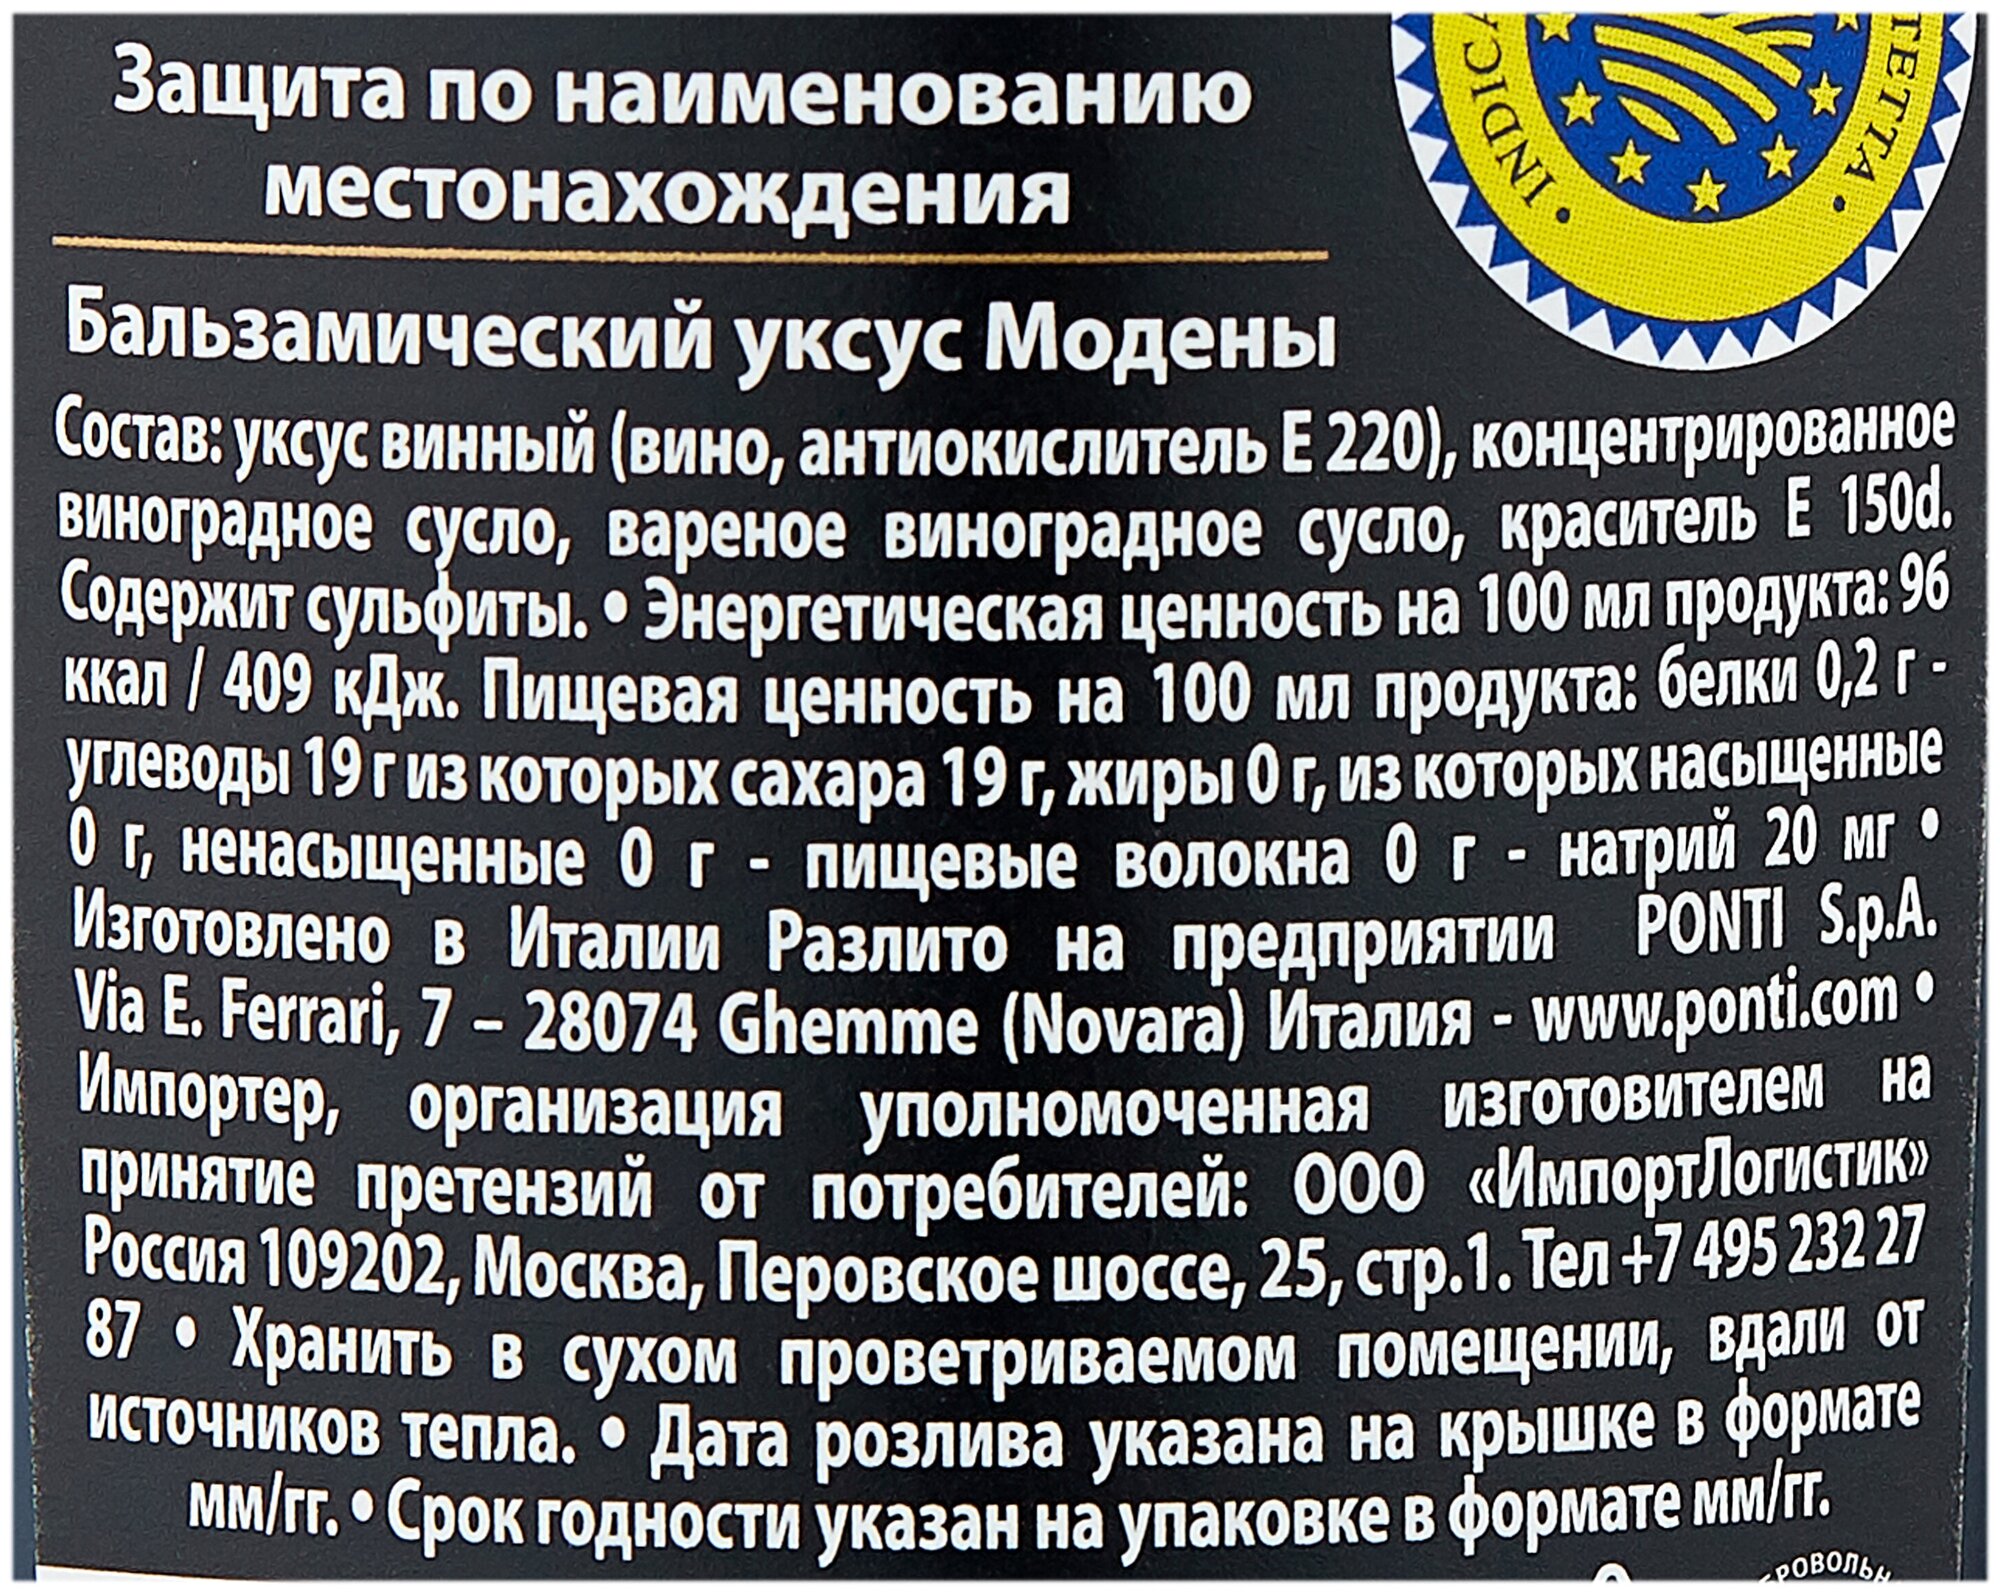 Защита по наименованию
местонахождения
INDICA
TETTA
Бальзамический уксус Модены
Состав: уксус винный (вино, антиокислитель Е 220), концентрированное
виноградное сусло, вареное виноградное сусло, краситель Е 150d.
Содержит сульфиты. • Энергетическая ценность на 100 мл продукта: 96
ккал / 409 кДж. Пищевая ценность на 100 мл продукта: белки 0,2 г -
углеводы 19 г из которых сахара 19 г, жиры 0 г, из которых насыщенные
0 г, ненасыщенные 0 г - пищевые волокна 0 г - натрий 20 мг •
Изготовлено в Италии Разлито на предприятии PONTI S.p.A.
Via E. Ferrari, 7 – 28074 Ghemme (Novara) Италия - www.ponti.com •
Импортер, организация уполномоченная изготовителем на
принятие претензий от потребителей: ООО «ИмпортЛогистик»
Россия 109202, Москва, Перовское шоссе, 25, стр.1. Тел +7 495 232 27
87 • Хранить в сухом проветриваемом помещении, вдали от
источников тепла. • Дата розлива указана на крышке в формате
мм/гг. • Срок годности указан на упаковке в формате мм/гг.
РОВОЛЬН